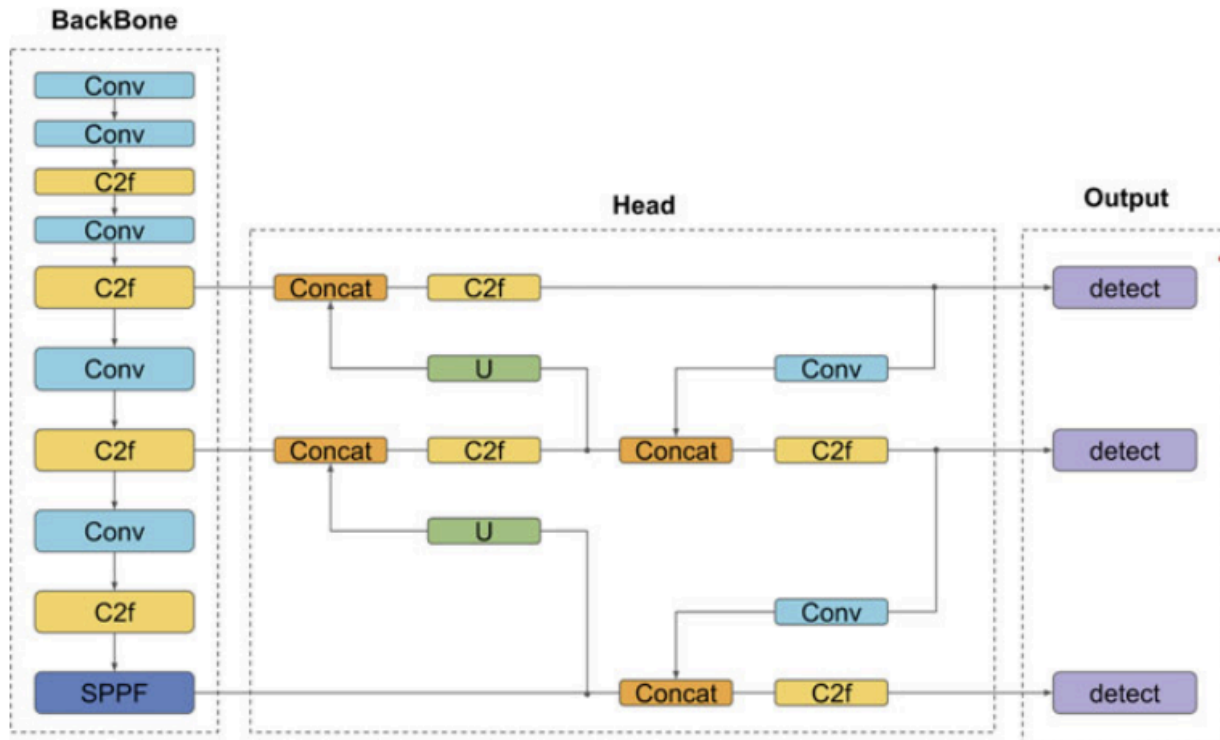 BackBone
Conv
Conv
C2f
Conv
Head
Output
C2f
Concat
C2f
detect
Conv
U
Conv
C2f
Concat
C2f
Concat
C2f
detect
Conv
U
C2f
Conv
SPPF
Concat
C2f
detect